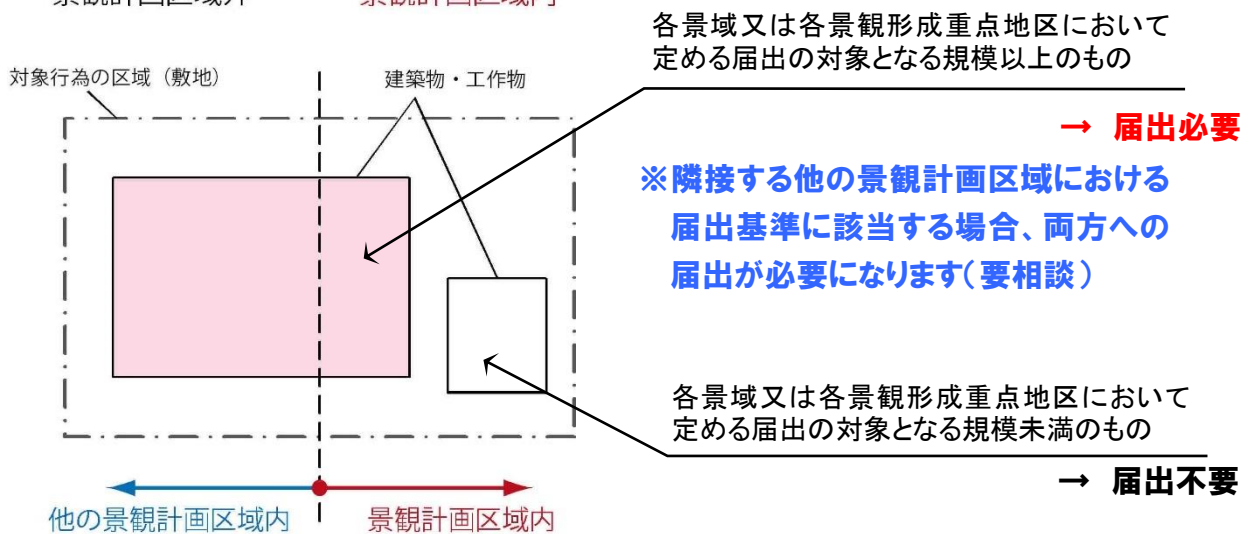 各景域又は各景観形成重点地区において
定める届出の対象となる規模以上のもの
対象行為の区域（敷地）
建築物・工作物
→ 届出必要
※隣接する他の景観計画区域における
届出基準に該当する場合、両方への
届出が必要になります（要相談）
各景域又は各景観形成重点地区において
定める届出の対象となる規模未満のもの
→ 届出不要
他の景観計画区域内
景観計画区域内